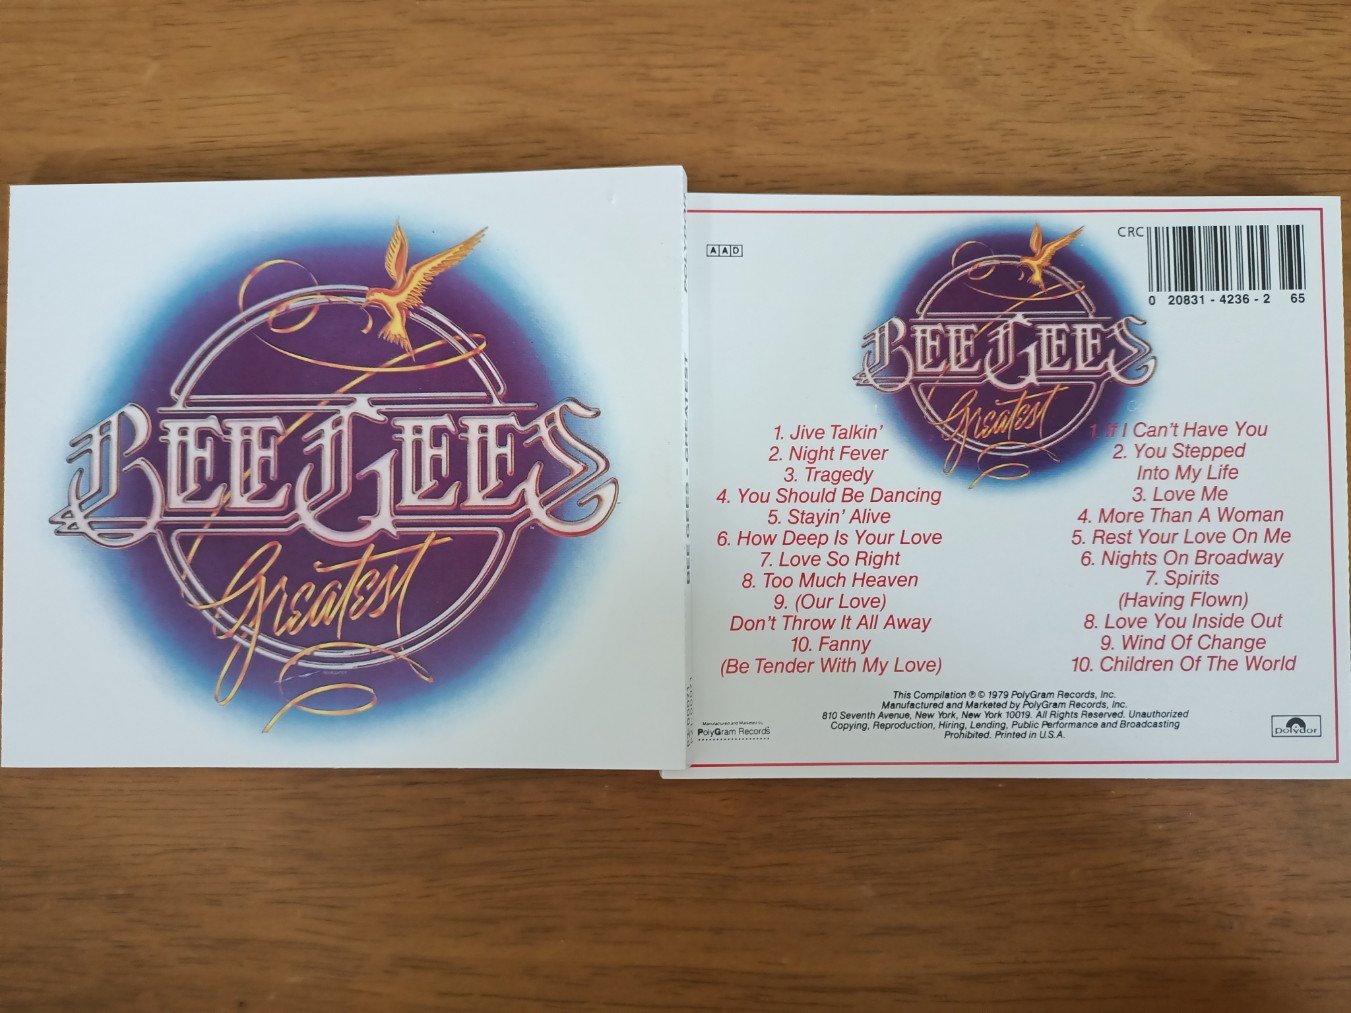 BEE GEES
Greatest
BEE GEES GREATEST
AAD
CRC
0 20831 - 4236 - 2 65
BEE GEES
Greatest
1. Jive Talkin'
2. Night Fever
3. Tragedy
4. You Should Be Dancing
5. Stayin' Alive
6. How Deep Is Your Love
7. Love So Right
8. Too Much Heaven
9. (Our Love)
Don't Throw It All Away
10. Fanny
(Be Tender With My Love)
1. If I Can't Have You
2. You Stepped
Into My Life
3. Love Me
4. More Than A Woman
5. Rest Your Love On Me
6. Nights On Broadway
7. Spirits
(Having Flown)
8. Love You Inside Out
9. Wind Of Change
10. Children Of The World
This Compilation ℗ © 1979 PolyGram Records, Inc.
Manufactured and Marketed by PolyGram Records, Inc.
810 Seventh Avenue, New York, New York 10019. All Rights Reserved. Unauthorized
Copying, Reproduction, Hiring, Lending, Public Performance and Broadcasting
Prohibited. Printed in U.S.A.
Manufactured and Marketed by
PolyGram Records
polydor